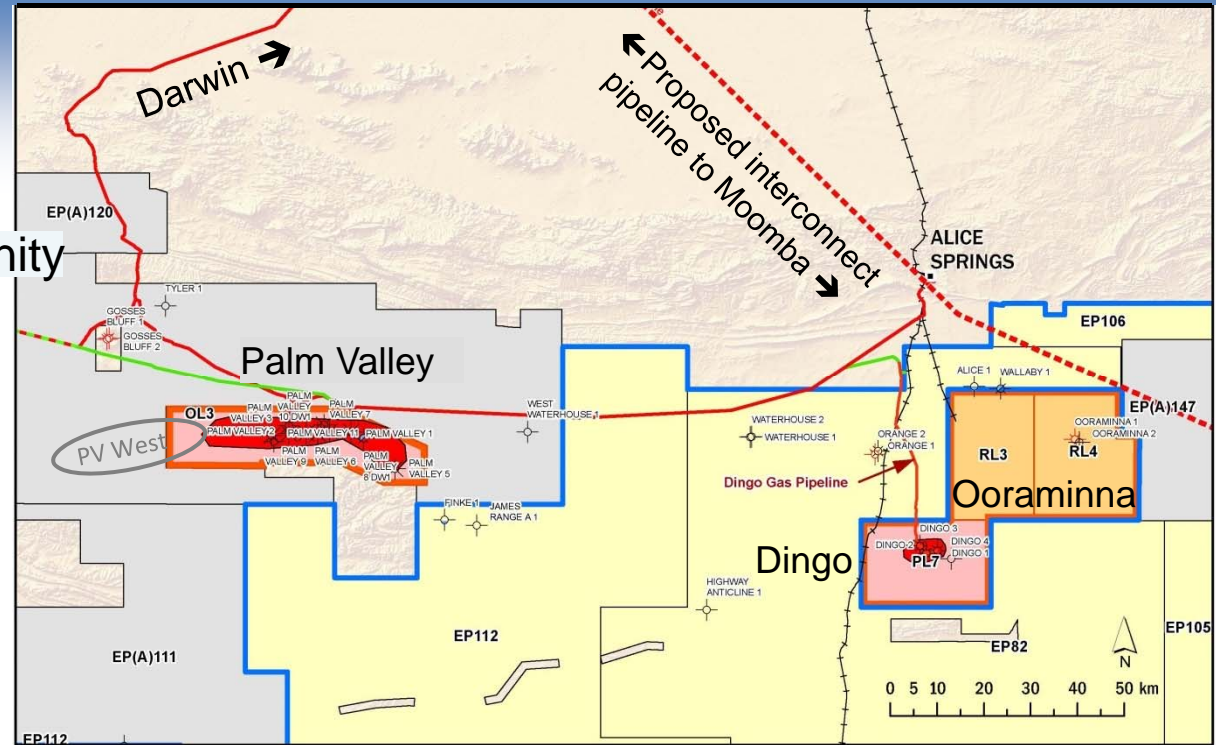 Darwin →
← Proposed interconnect
pipeline to Moomba →
EP(A)120
nity
TYLER 1
GOSSES
BLUFF 1
GOSSES
BLUFF 2
ALICE
SPRINGS
EP106
Palm Valley
ALICE 1
WALLABY 1
EP(A)147
OL3
PALM
VALLEY 3
PALM
VALLEY
10 DW1
PALM
VALLEY 7
PALM VALLEY 2
PALM VALLEY 11
PALM VALLEY 1
PALM
VALLEY 9
PALM
VALLEY 6
PALM
VALLEY
8 DW1
PALM
VALLEY 5
PV West
WEST
WATERHOUSE 1
WATERHOUSE 2
WATERHOUSE 1
ORANGE 2
ORANGE 1
OORAMINNA 1
OORAMINNA 2
RL3
RL4
Dingo Gas Pipeline
Ooraminna
FINKE 1
JAMES
RANGE A 1
DINGO 3
DINGO 2
DINGO 4
DINGO 1
Dingo
PL7
HIGHWAY
ANTICLINE 1
EP112
EP82
EP105
EP(A)111
N
0 5 10 20 30 40 50 km
EP112